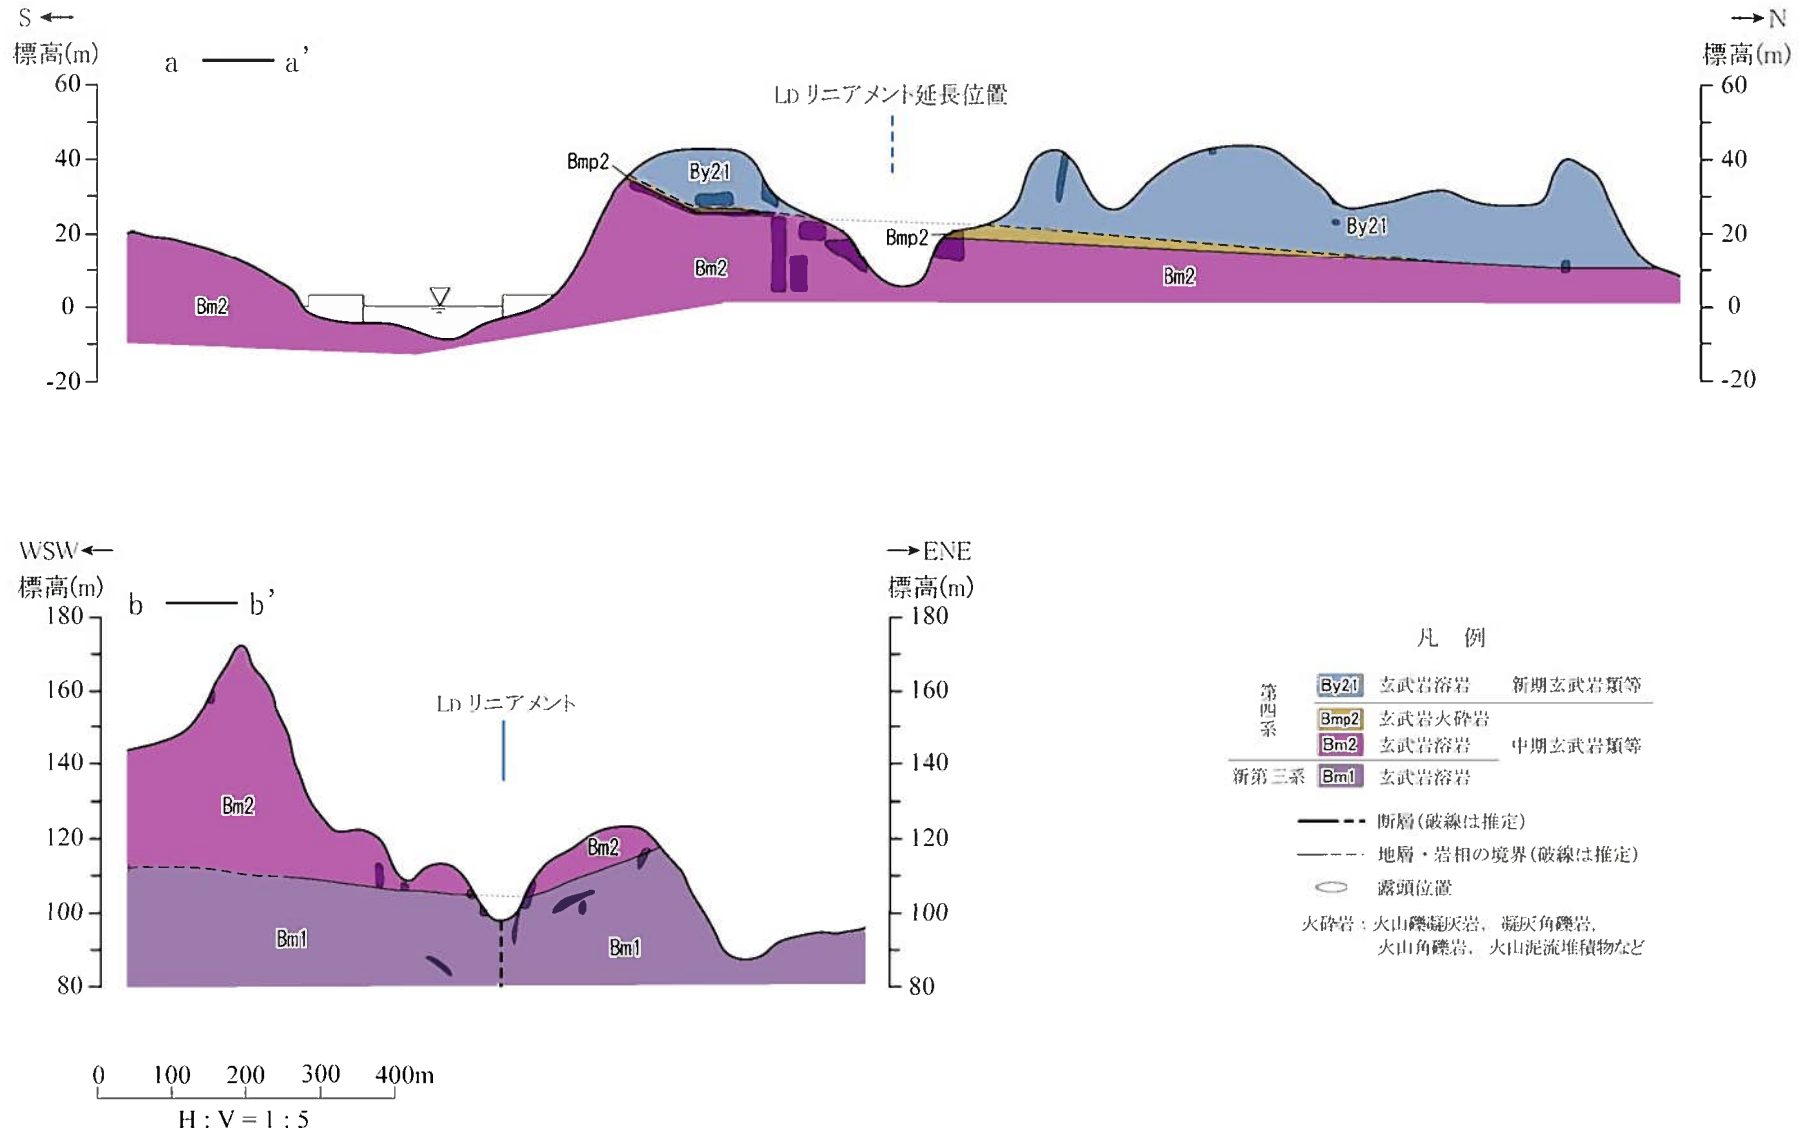 S ← → N
標高(m) 標高(m)
a — a’
LD リニアメント延長位置
60 60
40 40
20 20
0 0
-20 -20
Bmp2
By21
Bmp2
By21
Bm2
Bm2
Bm2
WSW← →ENE
標高(m) 標高(m)
b — b’
LD リニアメント
180 180
160 160
140 140
120 120
100 100
80 80
Bm2
Bm2
Bm1
Bm1
凡 例
第四系
By21 玄武岩溶岩 新期玄武岩類等
Bmp2 玄武岩火砕岩
Bm2 玄武岩溶岩 中期玄武岩類等
新第三系 Bm1 玄武岩溶岩
断層(破線は推定)
地層・岩相の境界(破線は推定)
露頭位置
火砕岩:火山礫凝灰岩,凝灰角礫岩,
火山角礫岩,火山泥流堆積物など
0 100 200 300 400m
H : V = 1 : 5